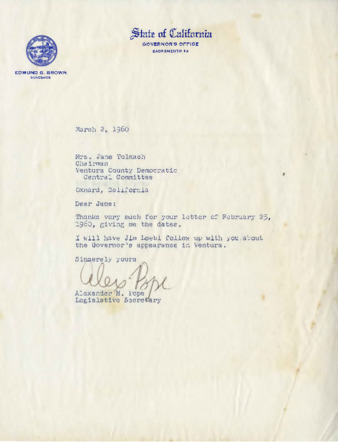 State of California
GOVERNOR'S OFFICE
SACRAMENTO 14
EDMUND G. BROWN
GOVERNOR
March 2, 1960
Mrs. Jane Tolmach
Chairman
Ventura County Democratic
Central Committee
Oxnard, California
Dear Jane:
Thanks very much for your letter of February 25,
1960, giving me the dates.
I will have Jim Loebl follow up with you about
the Governor's appearance in Ventura.
Sincerely yours
Alex Pope
Alexander H. Pope
Legislative Secretary